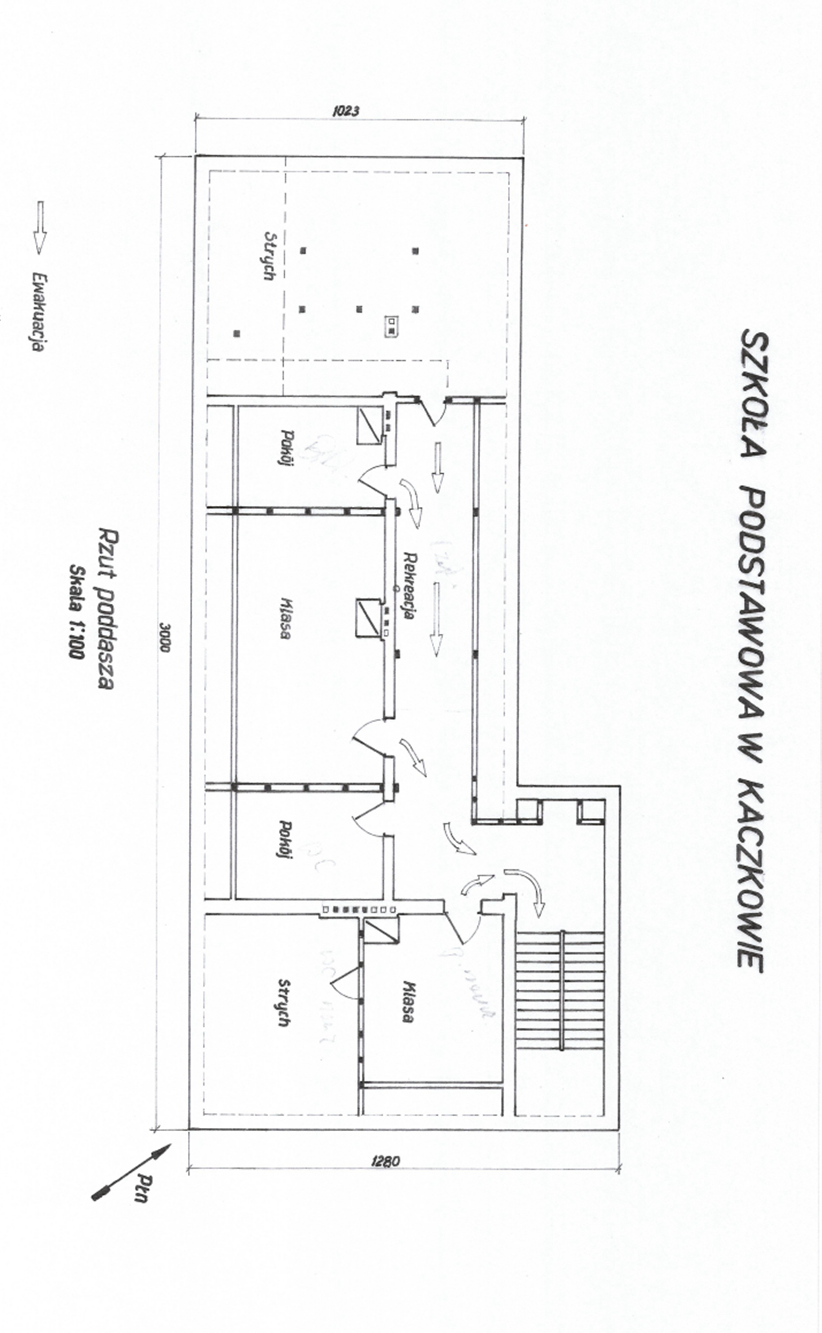 SZKOŁA PODSTAWOWA W KACZKOWIE
1023
Strych
Pokój
Rekreacja
Klasa
Pokój
Klasa
Strych
1280
3000
Płn
Rzut poddasza
Skala 1:100
Ewakuacja